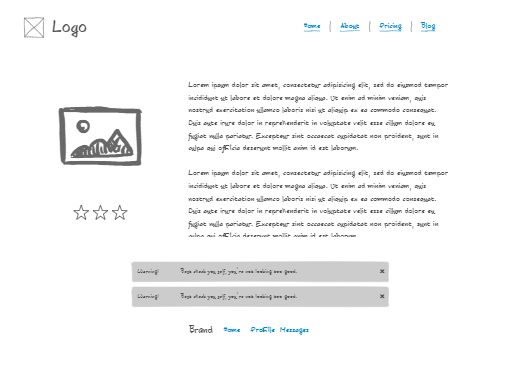 Logo
Home | About | Pricing | Blog
Lorem ipsum dolor sit amet, consectetur adipisicing elit, sed do eiusmod tempor
incididunt ut labore et dolore magna aliqua. Ut enim ad minim veniam, quis
nostrud exercitation ullamco laboris nisi ut aliquip ex ea commodo consequat.
Duis aute irure dolor in reprehenderit in voluptate velit esse cillum dolore eu
fugiat nulla pariatur. Excepteur sint occaecat cupidatat non proident, sunt in
culpa qui officia deserunt mollit anim id est laborum.
Lorem ipsum dolor sit amet, consectetur adipisicing elit, sed do eiusmod tempor
incididunt ut labore et dolore magna aliqua. Ut enim ad minim veniam, quis
nostrud exercitation ullamco laboris nisi ut aliquip ex ea commodo consequat.
Duis aute irure dolor in reprehenderit in voluptate velit esse cillum dolore eu
fugiat nulla pariatur. Excepteur sint occaecat cupidatat non proident, sunt in
culpa qui officia deserunt mollit anim id est laborum.
Warning! Best check yo self, you're not looking too good. ×
Warning! Best check yo self, you're not looking too good. ×
Brand Home Profile Messages